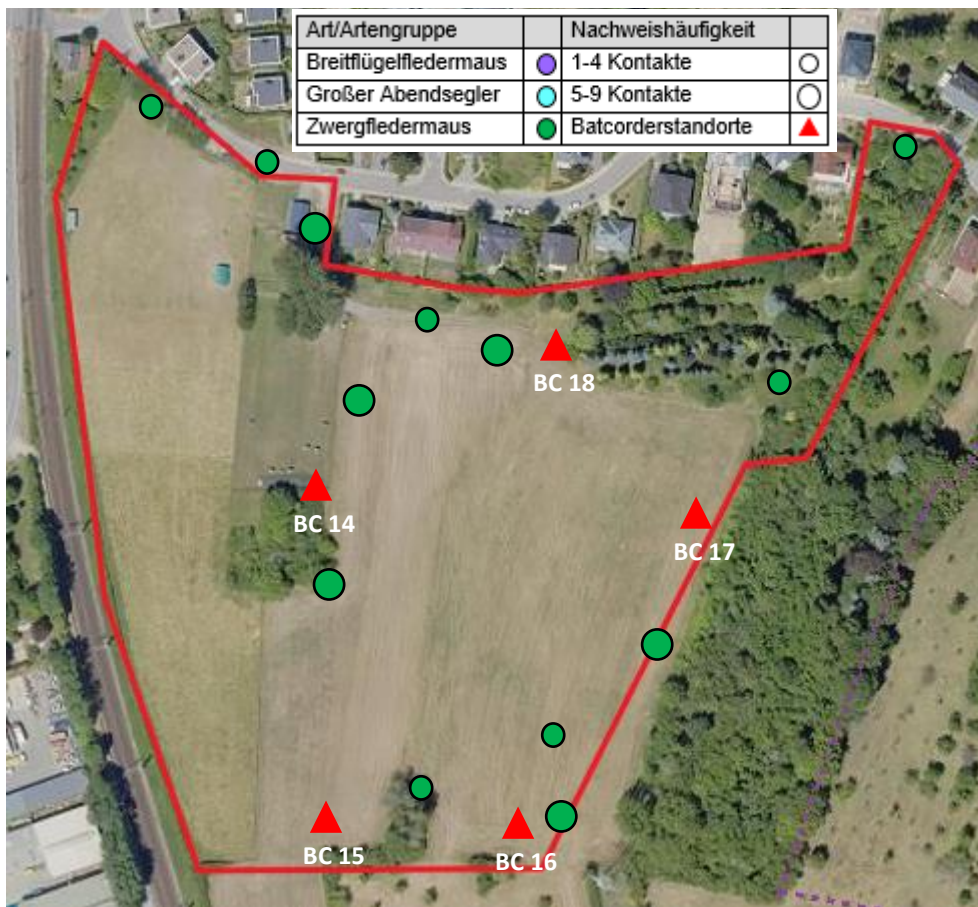 Art/Artengruppe Nachweishäufigkeit
Breitflügelfledermaus 1-4 Kontakte
Großer Abendsegler 5-9 Kontakte
Zwergfledermaus Batcorderstandorte
BC 18
BC 14
BC 17
BC 15
BC 16